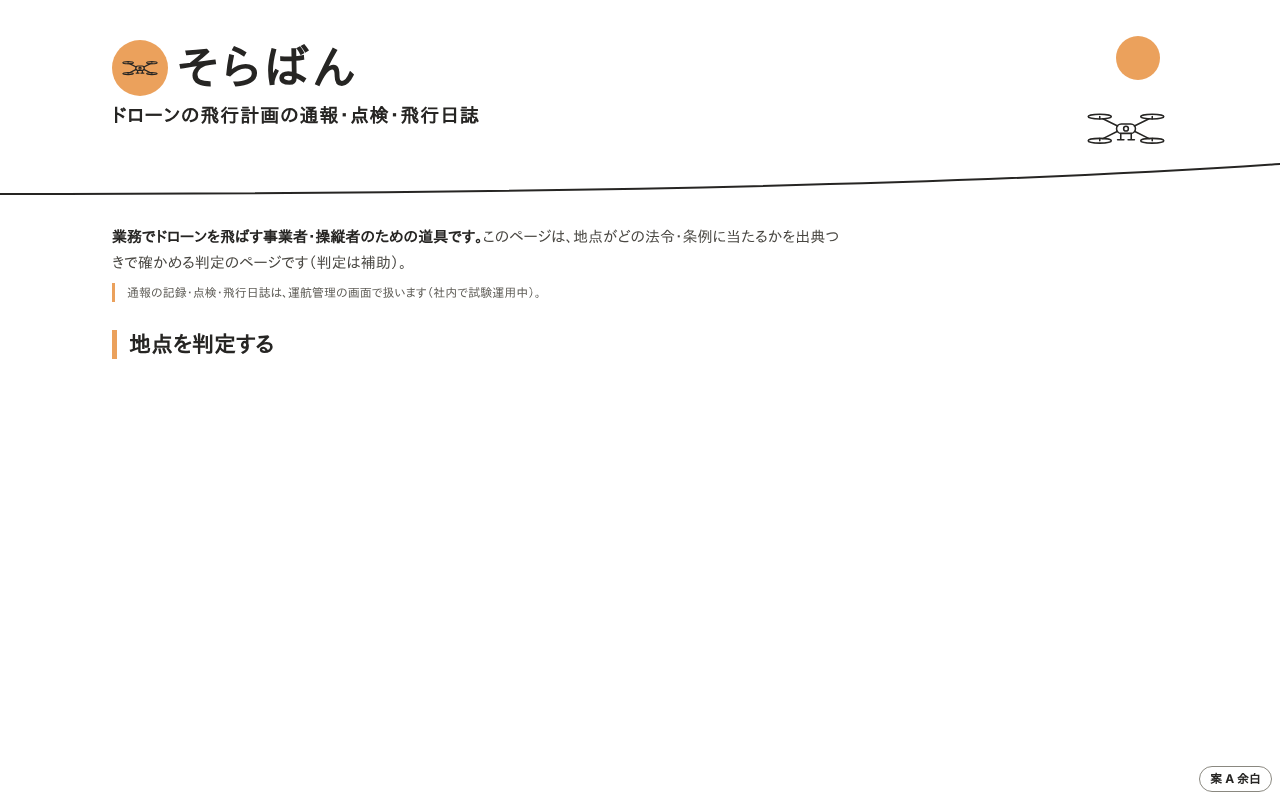 そらばん
ドローンの飛行計画の通報・点検・飛行日誌
業務でドローンを飛ばす事業者・操縦者のための道具です。このページは、地点がどの法令・条例に当たるかを出典つ
きで確かめる判定のページです（判定は補助）。
通報の記録・点検・飛行日誌は、運航管理の画面で扱います（社内で試験運用中）。
地点を判定する
案 A 余白